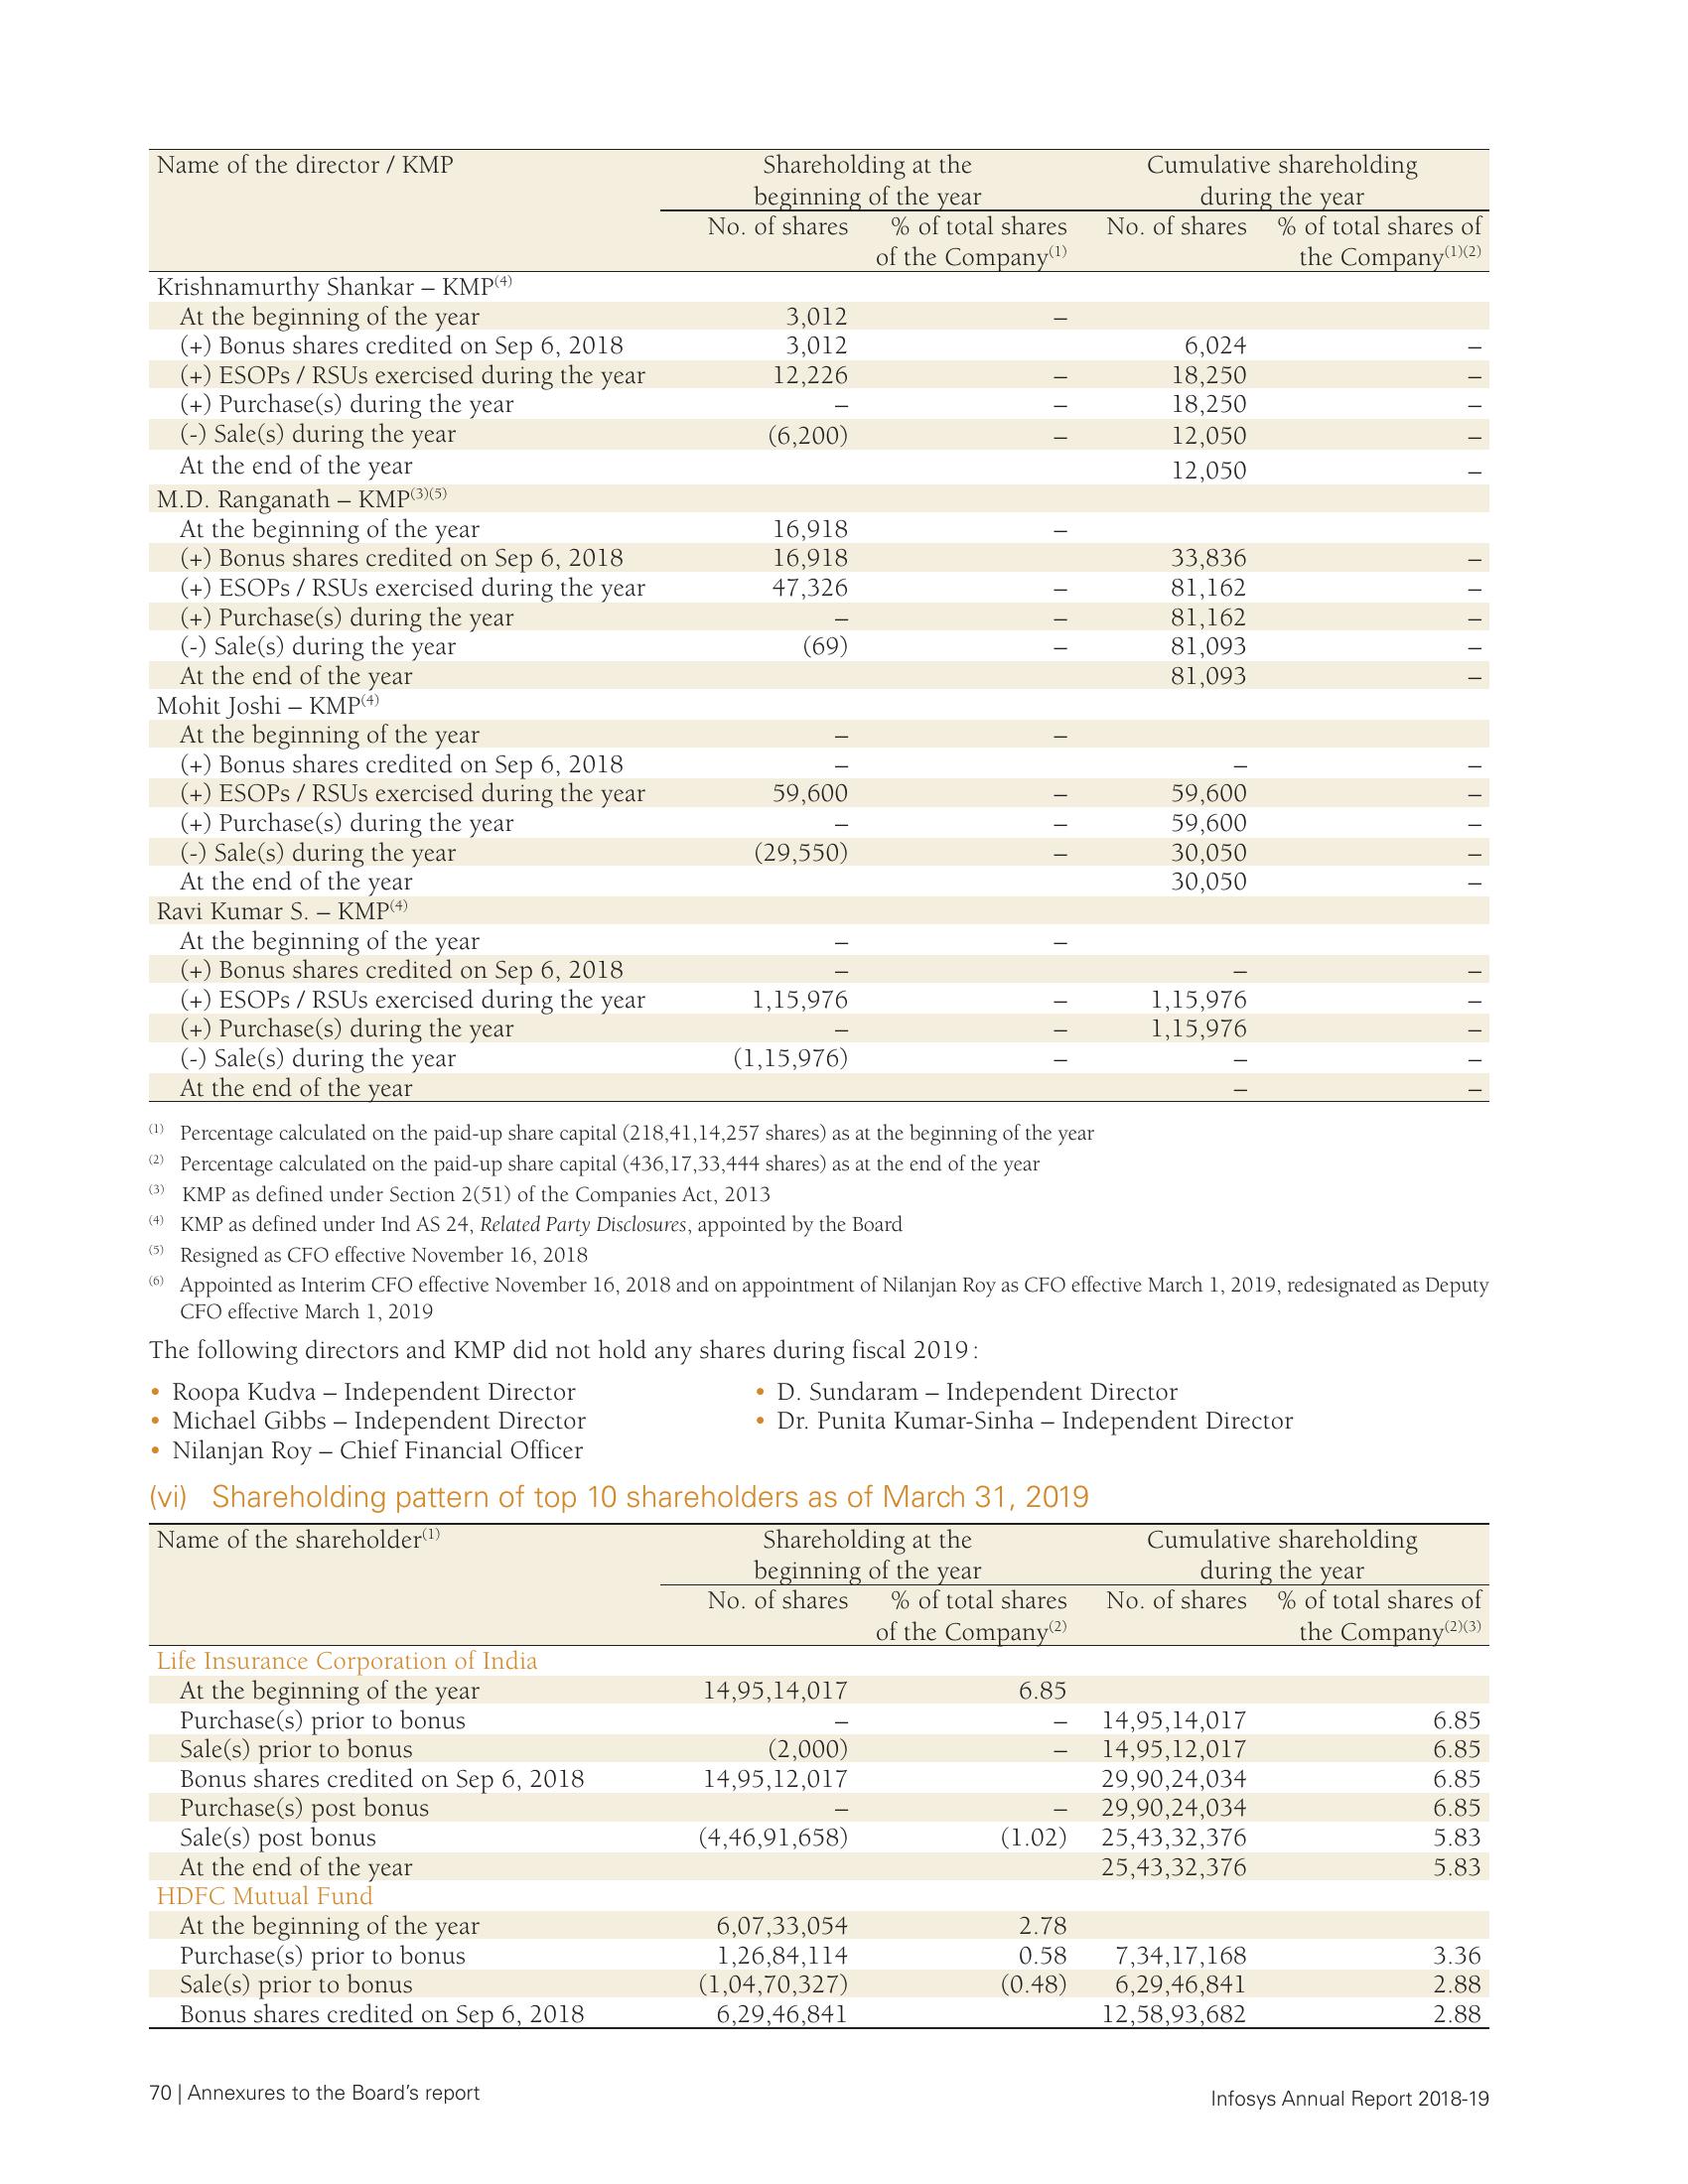 Name of the director / KMP Shareholding at the Cumulative shareholding
beginning of the year during the year
No. of shares % of total shares No. of shares % of total shares of
of the Company(1) the Company(1)(2)
Krishnamurthy Shankar – KMP(4)
At the beginning of the year 3,012 –
(+) Bonus shares credited on Sep 6, 2018 3,012 6,024 –
(+) ESOPs / RSUs exercised during the year 12,226 – 18,250 –
(+) Purchase(s) during the year – – 18,250 –
(-) Sale(s) during the year (6,200) – 12,050 –
At the end of the year 12,050 –
M.D. Ranganath – KMP(3)(5)
At the beginning of the year 16,918 –
(+) Bonus shares credited on Sep 6, 2018 16,918 33,836 –
(+) ESOPs / RSUs exercised during the year 47,326 – 81,162 –
(+) Purchase(s) during the year – – 81,162 –
(-) Sale(s) during the year (69) – 81,093 –
At the end of the year 81,093 –
Mohit Joshi – KMP(4)
At the beginning of the year – –
(+) Bonus shares credited on Sep 6, 2018 – – –
(+) ESOPs / RSUs exercised during the year 59,600 – 59,600 –
(+) Purchase(s) during the year – – 59,600 –
(-) Sale(s) during the year (29,550) – 30,050 –
At the end of the year 30,050 –
Ravi Kumar S. – KMP(4)
At the beginning of the year – –
(+) Bonus shares credited on Sep 6, 2018 – – –
(+) ESOPs / RSUs exercised during the year 1,15,976 – 1,15,976 –
(+) Purchase(s) during the year – – 1,15,976 –
(-) Sale(s) during the year (1,15,976) – – –
At the end of the year – –
(1) Percentage calculated on the paid-up share capital (218,41,14,257 shares) as at the beginning of the year
(2) Percentage calculated on the paid-up share capital (436,17,33,444 shares) as at the end of the year
(3) KMP as defined under Section 2(51) of the Companies Act, 2013
(4) KMP as defined under Ind AS 24, Related Party Disclosures, appointed by the Board
(5) Resigned as CFO effective November 16, 2018
(6) Appointed as Interim CFO effective November 16, 2018 and on appointment of Nilanjan Roy as CFO effective March 1, 2019, redesignated as Deputy
CFO effective March 1, 2019
The following directors and KMP did not hold any shares during fiscal 2019:
• Roopa Kudva – Independent Director
• Michael Gibbs – Independent Director
• Nilanjan Roy – Chief Financial Officer
• D. Sundaram – Independent Director
• Dr. Punita Kumar-Sinha – Independent Director
(vi) Shareholding pattern of top 10 shareholders as of March 31, 2019
Name of the shareholder(1) Shareholding at the Cumulative shareholding
beginning of the year during the year
No. of shares % of total shares No. of shares % of total shares of
of the Company(2) the Company(2)(3)
Life Insurance Corporation of India
At the beginning of the year 14,95,14,017 6.85
Purchase(s) prior to bonus – – 14,95,14,017 6.85
Sale(s) prior to bonus (2,000) – 14,95,12,017 6.85
Bonus shares credited on Sep 6, 2018 14,95,12,017 29,90,24,034 6.85
Purchase(s) post bonus – – 29,90,24,034 6.85
Sale(s) post bonus (4,46,91,658) (1.02) 25,43,32,376 5.83
At the end of the year 25,43,32,376 5.83
HDFC Mutual Fund
At the beginning of the year 6,07,33,054 2.78
Purchase(s) prior to bonus 1,26,84,114 0.58 7,34,17,168 3.36
Sale(s) prior to bonus (1,04,70,327) (0.48) 6,29,46,841 2.88
Bonus shares credited on Sep 6, 2018 6,29,46,841 12,58,93,682 2.88
70 | Annexures to the Board’s report
Infosys Annual Report 2018-19